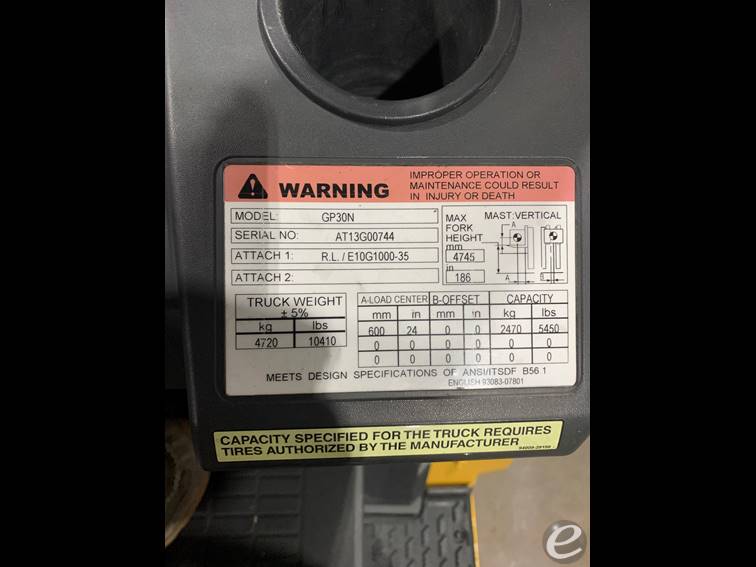 WARNING
IMPROPER OPERATION OR
MAINTENANCE COULD RESULT
IN INJURY OR DEATH
MODEL: GP30N
SERIAL NO: AT13G00744
ATTACH 1: R.L. / E10G1000-35
ATTACH 2:
MAX FORK HEIGHT
mm
4745
in
186
MAST:VERTICAL
A
A
TRUCK WEIGHT
± 5%
kg lbs
4720 10410
A-LOAD CENTER B-OFFSET CAPACITY
mm in mm in kg lbs
600 24 0 0 2470 5450
0 0 0 0 0 0
0 0 0 0 0 0
MEETS DESIGN SPECIFICATIONS OF ANSI/ITSDF B56.1
ENGLISH 93083-07801
CAPACITY SPECIFIED FOR THE TRUCK REQUIRES
TIRES AUTHORIZED BY THE MANUFACTURER
e